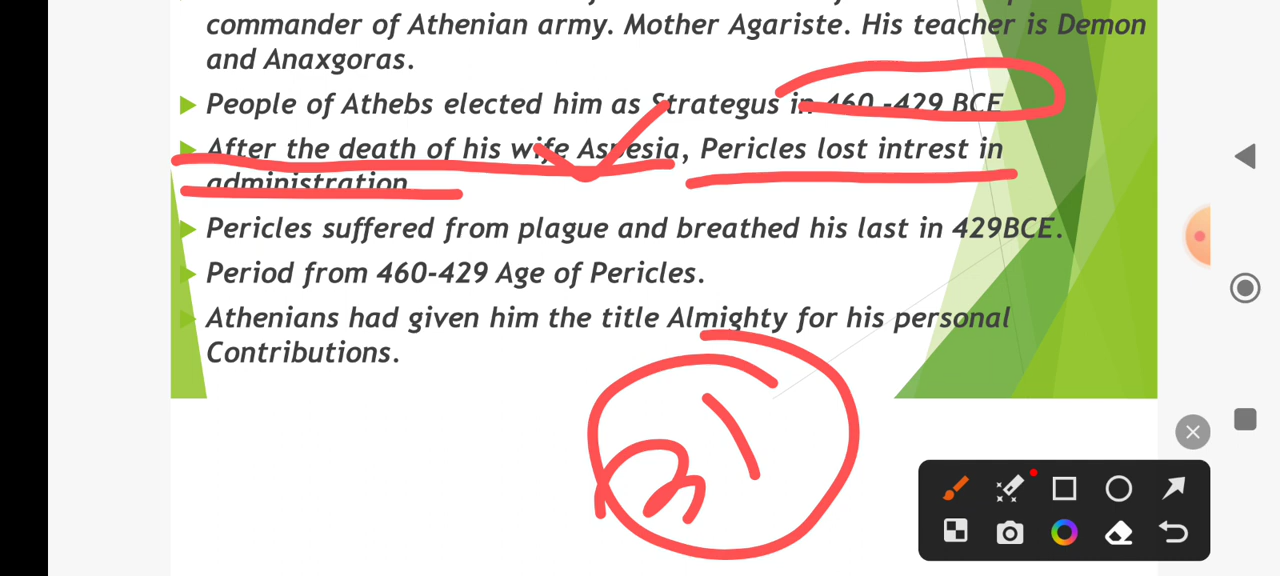 commander of Athenian army. Mother Agariste. His teacher is Demon
and Anaxgoras.
People of Athebs elected him as Strategus in 460 -429 BCE
After the death of his wife Aspesia, Pericles lost intrest in
administration
Pericles suffered from plague and breathed his last in 429BCE.
Period from 460-429 Age of Pericles.
Athenians had given him the title Almighty for his personal
Contributions.
31